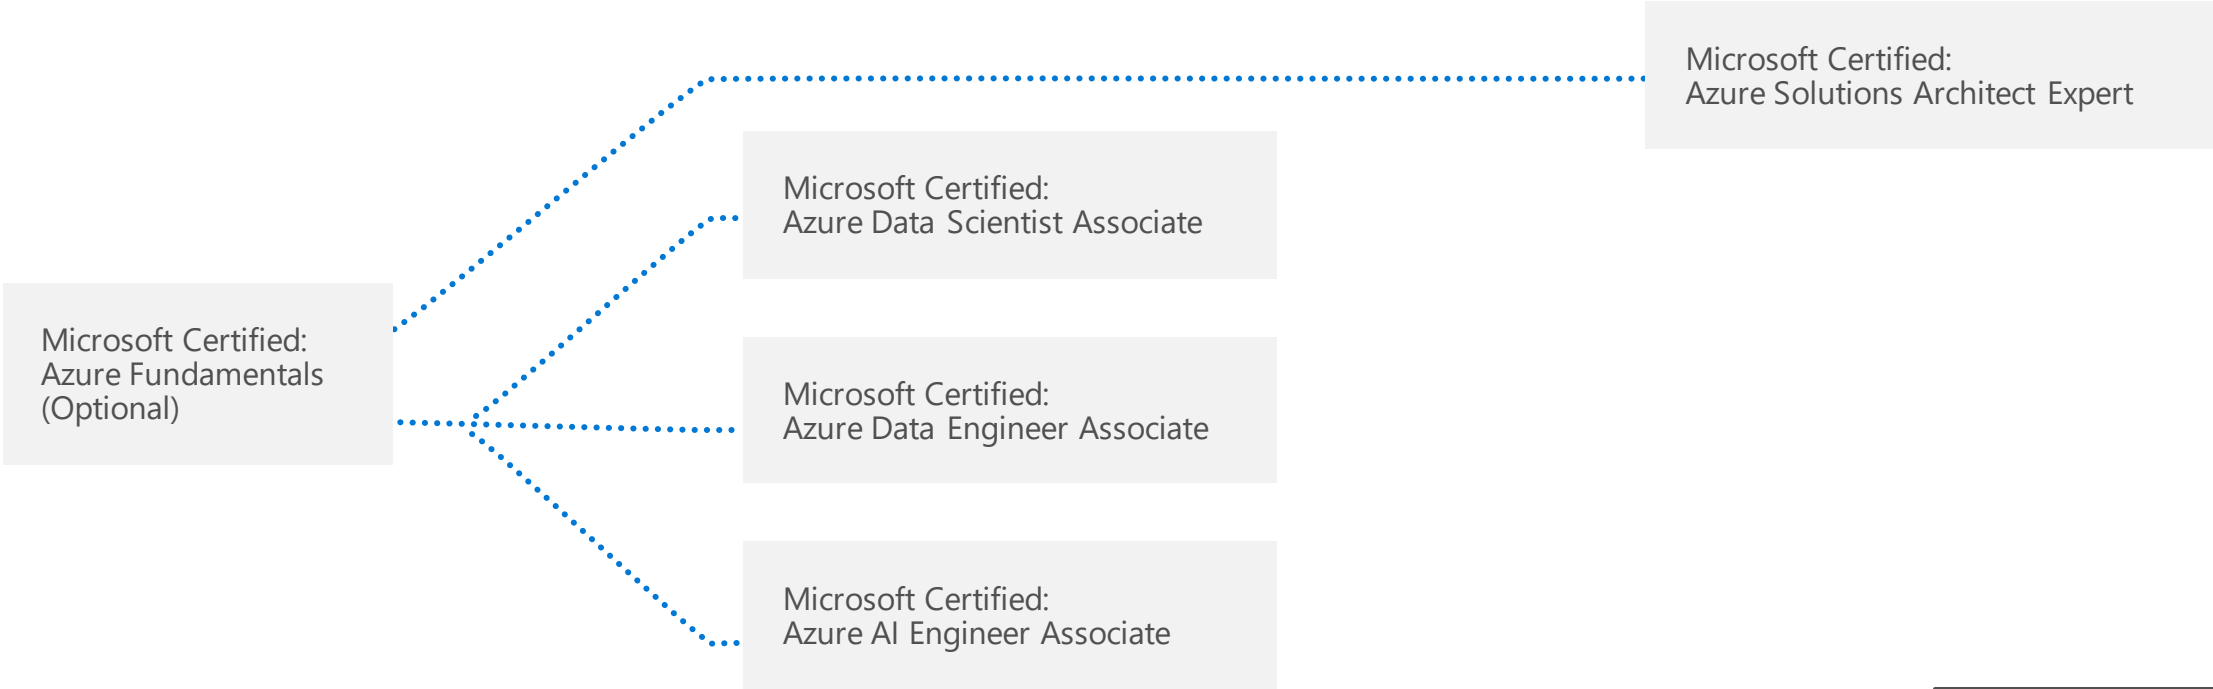 Microsoft Certified:
Azure Solutions Architect Expert
Microsoft Certified:
Azure Data Scientist Associate
Microsoft Certified:
Azure Fundamentals
(Optional)
Microsoft Certified:
Azure Data Engineer Associate
Microsoft Certified:
Azure AI Engineer Associate